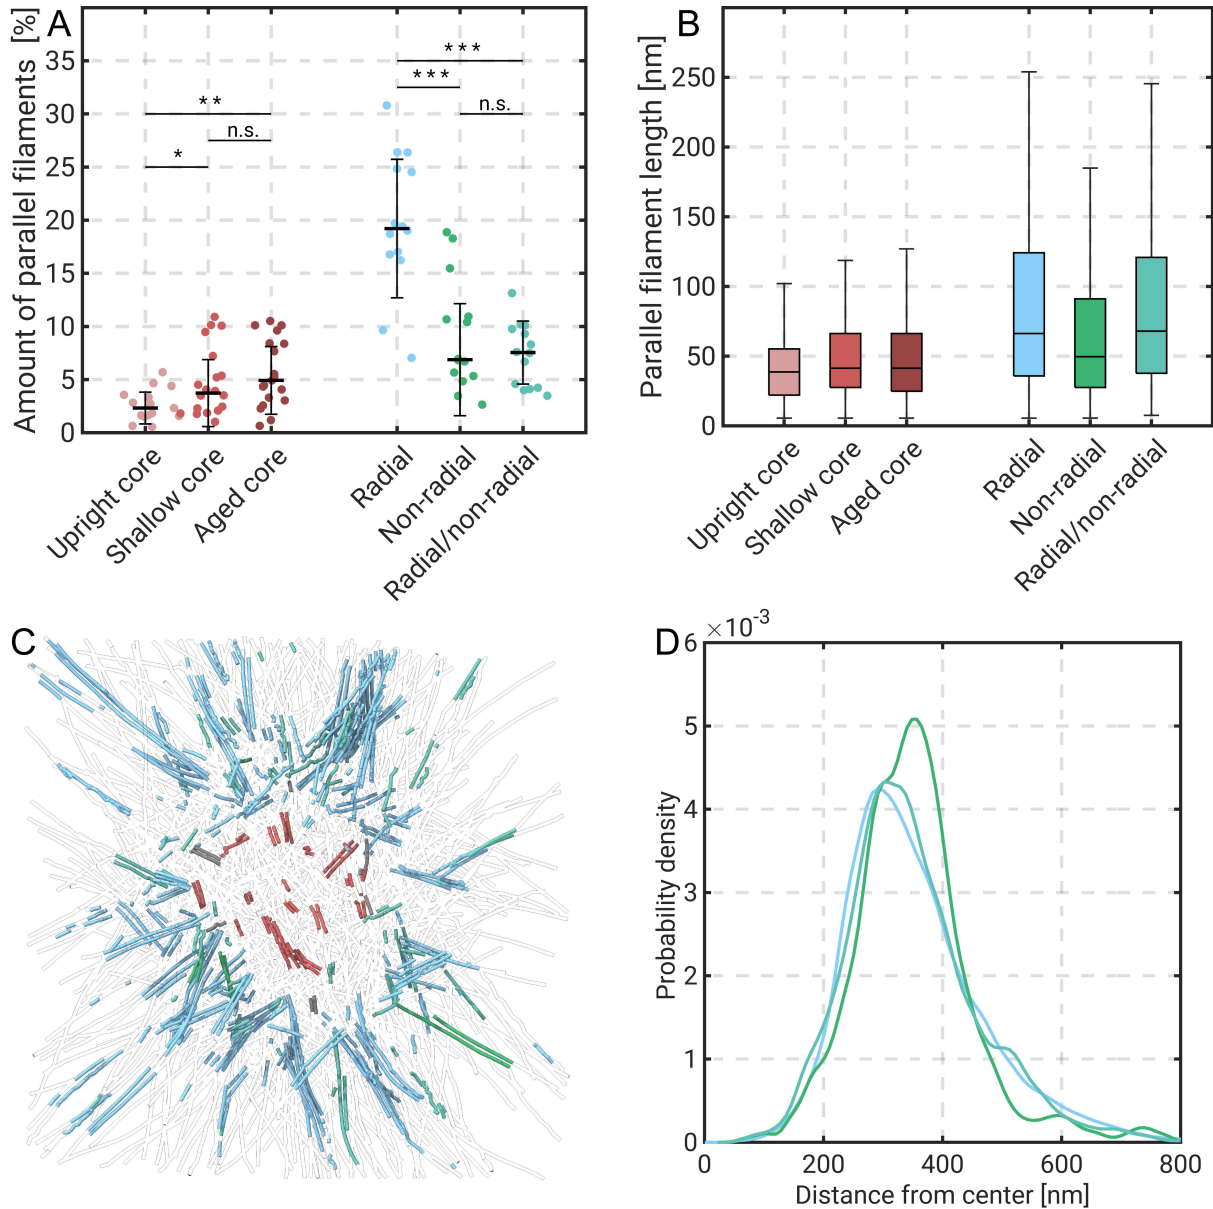 A
Amount of parallel filaments [%]
35
30
25
20
15
10
5
0
***
***
**
n.s.
n.s.
*
Upright core
Shallow core
Aged core
Radial
Non-radial
Radial/non-radial
B
Parallel filament length [nm]
250
200
150
100
50
0
Upright core
Shallow core
Aged core
Radial
Non-radial
Radial/non-radial
C
D
×10⁻³
6
5
4
3
2
1
0
Probability density
0 200 400 600 800
Distance from center [nm]